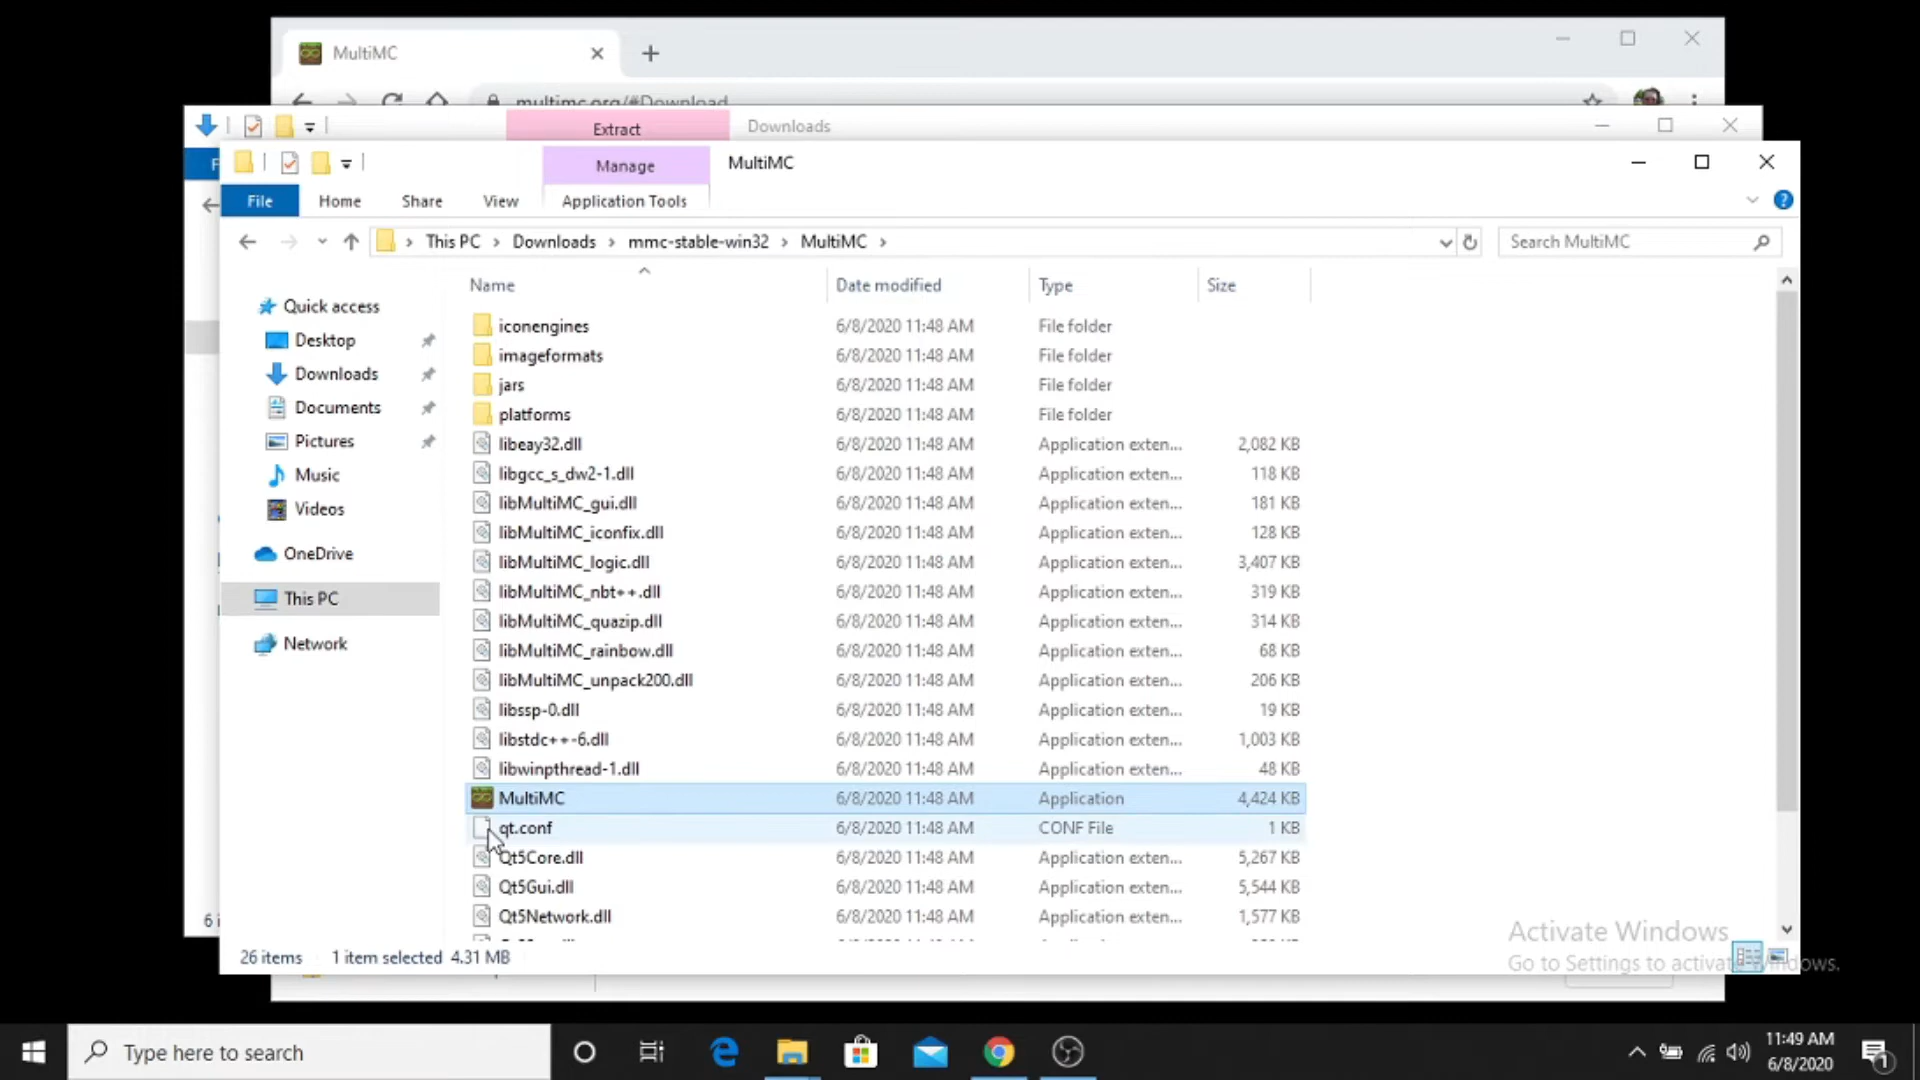 MultiMC
multimc.org/#Download
Extract
Downloads
Manage
MultiMC
File
Home
Share
View
Application Tools
This PC > Downloads > mmc-stable-win32 > MultiMC >
Search MultiMC
Name
Date modified
Type
Size
Quick access
Desktop
Downloads
Documents
Pictures
Music
Videos
OneDrive
This PC
Network
iconengines 6/8/2020 11:48 AM File folder
imageformats 6/8/2020 11:48 AM File folder
jars 6/8/2020 11:48 AM File folder
platforms 6/8/2020 11:48 AM File folder
libeay32.dll 6/8/2020 11:48 AM Application exten... 2,082 KB
libgcc_s_dw2-1.dll 6/8/2020 11:48 AM Application exten... 118 KB
libMultiMC_gui.dll 6/8/2020 11:48 AM Application exten... 181 KB
libMultiMC_iconfix.dll 6/8/2020 11:48 AM Application exten... 128 KB
libMultiMC_logic.dll 6/8/2020 11:48 AM Application exten... 3,407 KB
libMultiMC_nbt++.dll 6/8/2020 11:48 AM Application exten... 319 KB
libMultiMC_quazip.dll 6/8/2020 11:48 AM Application exten... 314 KB
libMultiMC_rainbow.dll 6/8/2020 11:48 AM Application exten... 68 KB
libMultiMC_unpack200.dll 6/8/2020 11:48 AM Application exten... 206 KB
libssp-0.dll 6/8/2020 11:48 AM Application exten... 19 KB
libstdc++-6.dll 6/8/2020 11:48 AM Application exten... 1,003 KB
libwinpthread-1.dll 6/8/2020 11:48 AM Application exten... 48 KB
MultiMC 6/8/2020 11:48 AM Application 4,424 KB
qt.conf 6/8/2020 11:48 AM CONF File 1 KB
Qt5Core.dll 6/8/2020 11:48 AM Application exten... 5,267 KB
Qt5Gui.dll 6/8/2020 11:48 AM Application exten... 5,544 KB
Qt5Network.dll 6/8/2020 11:48 AM Application exten... 1,577 KB
26 items 1 item selected 4.31 MB
Activate Windows
Go to Settings to activate Windows.
Type here to search
11:49 AM
6/8/2020
1